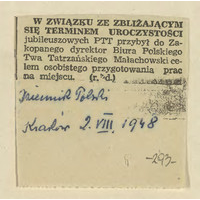 W ZWIĄZKU ZE ZBLIŻAJĄCYM
SIĘ TERMINEM UROCZYSTOŚCI
jubileuszowych PTT przybył do Za-
kopanego dyrektor Biura Polskiego
Twa Tatrzańskiego Małachowski ce-
lem osobistego przygotowania prac
na miejscu. (r. d.)
Dziennik Polski
Kraków 2. VIII. 1948
-293-